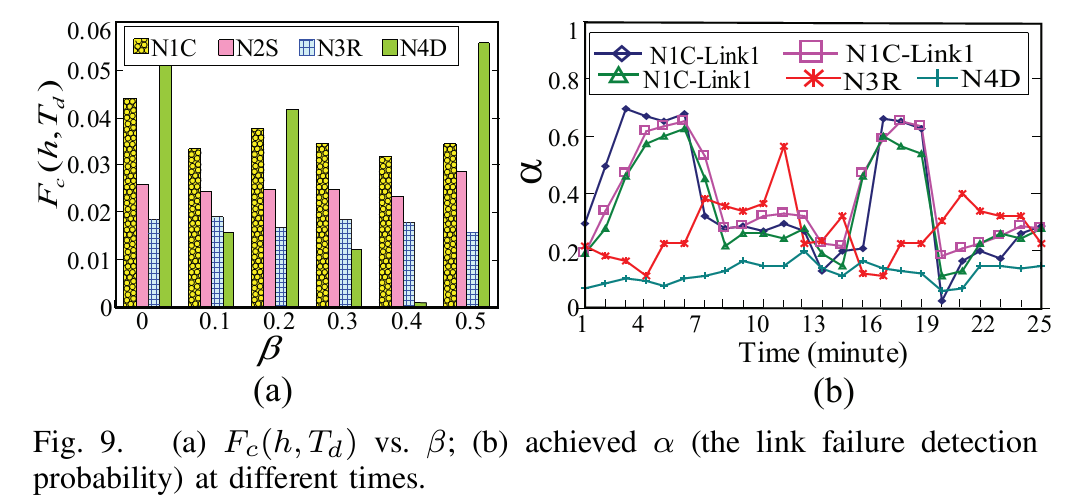 0.06
0.05
0.04
0.03
0.02
0.01
0
F_c(h, T_d)
N1C N2S N3R N4D
0 0.1 0.2 0.3 0.4 0.5
β
(a)
1
0.8
0.6
0.4
0.2
0
α
N1C-Link1 N1C-Link1
N1C-Link1 N3R N4D
1 4 7 10 13 16 19 22 25
Time (minute)
(b)
Fig. 9. (a) F_c(h, T_d) vs. β; (b) achieved α (the link failure detection
probability) at different times.